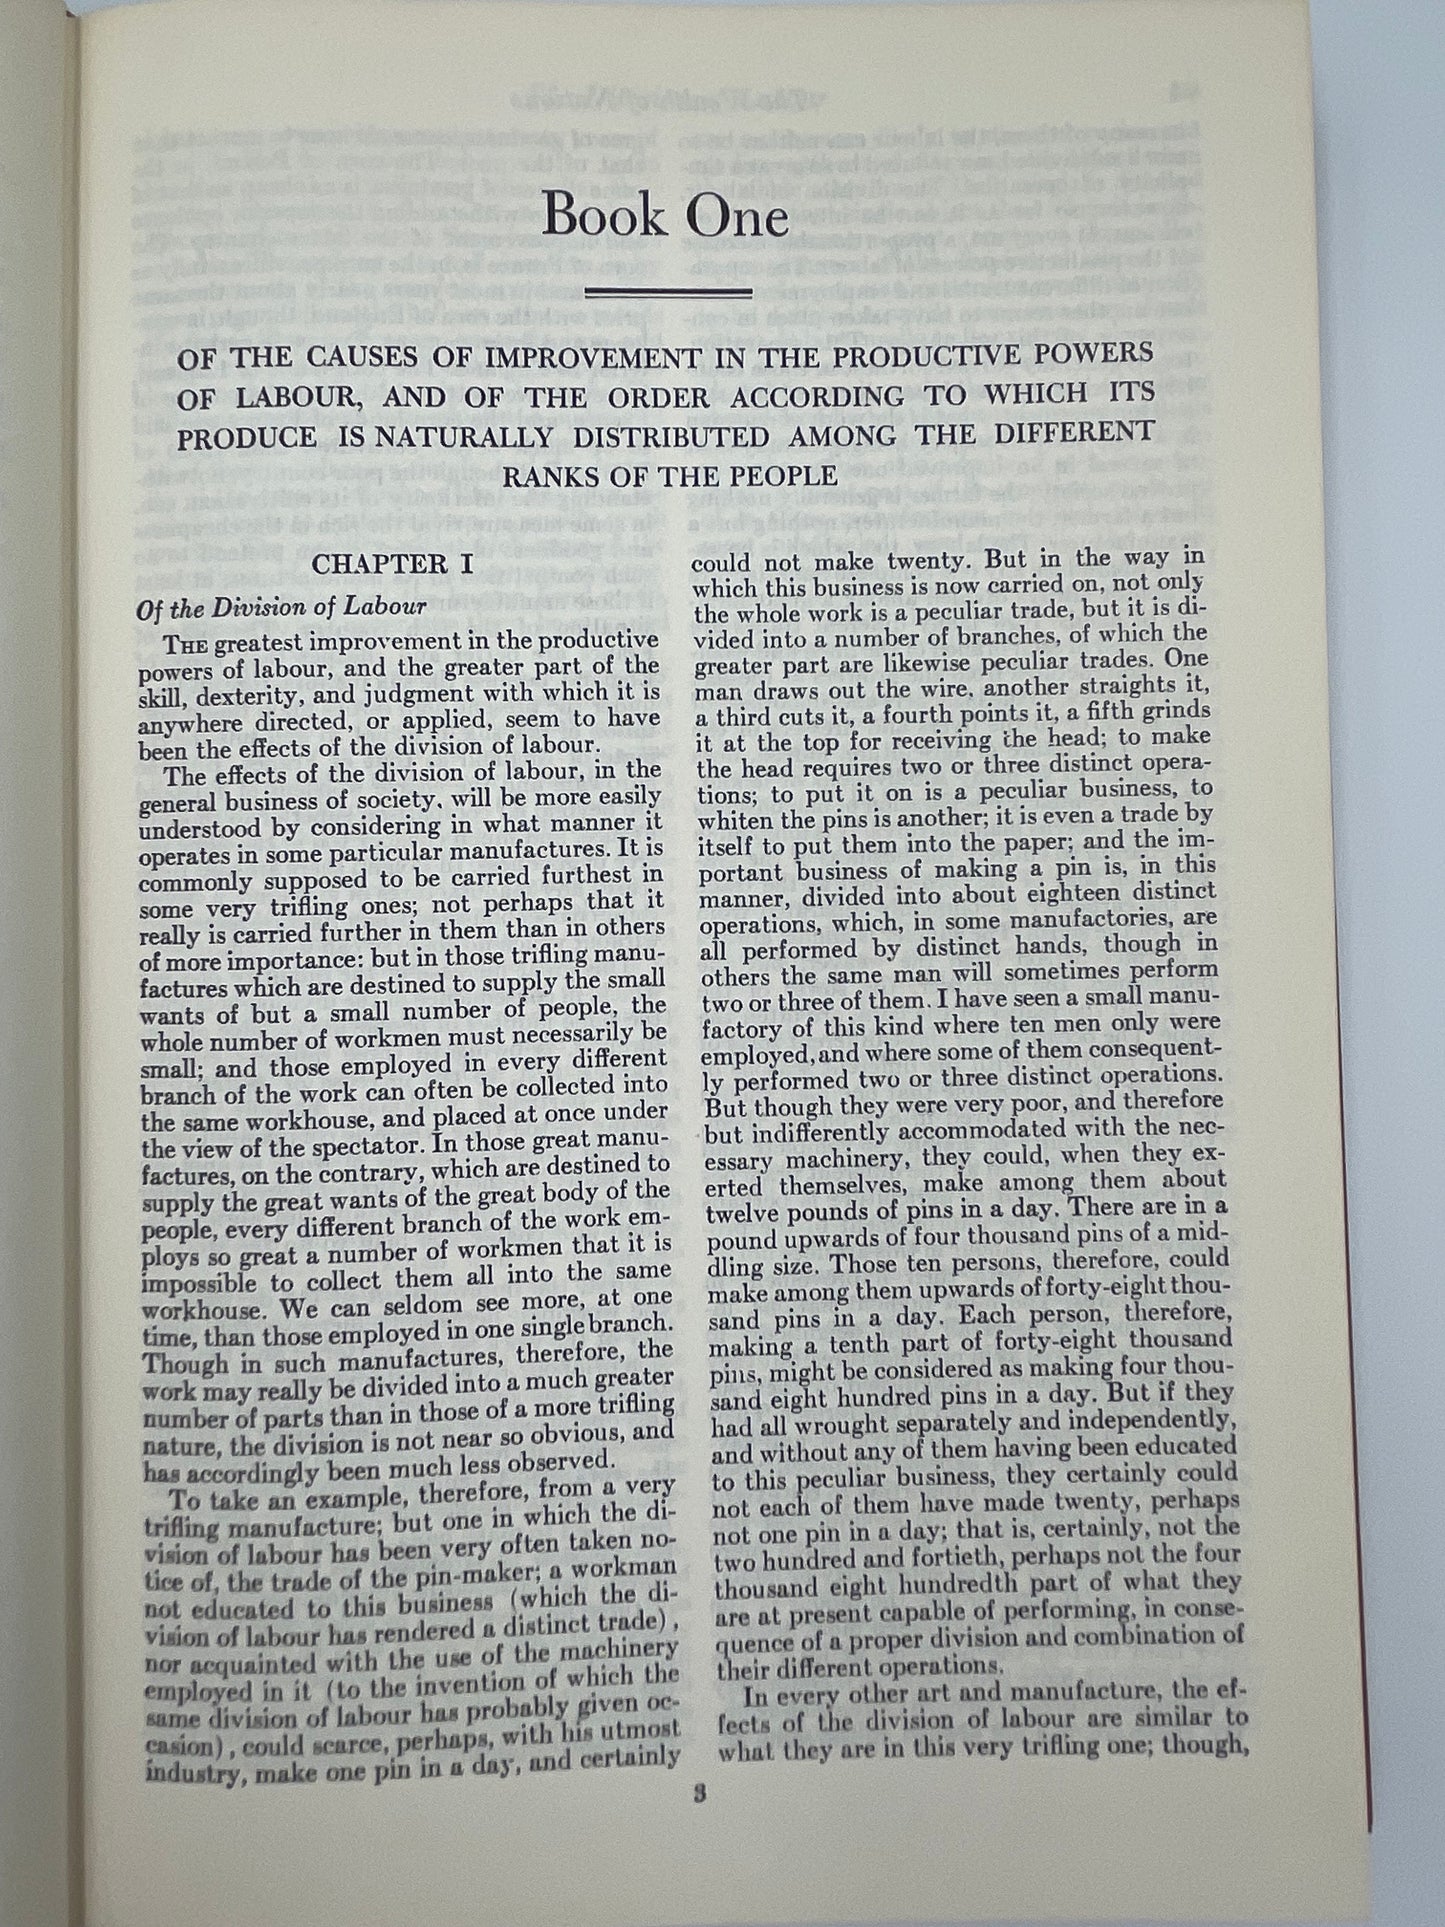 Book One
OF THE CAUSES OF IMPROVEMENT IN THE PRODUCTIVE POWERS
OF LABOUR, AND OF THE ORDER ACCORDING TO WHICH ITS
PRODUCE IS NATURALLY DISTRIBUTED AMONG THE DIFFERENT
RANKS OF THE PEOPLE
CHAPTER I
Of the Division of Labour
THE greatest improvement in the productive
powers of labour, and the greater part of the
skill, dexterity, and judgment with which it is
anywhere directed, or applied, seem to have
been the effects of the division of labour.
The effects of the division of labour, in the
general business of society, will be more easily
understood by considering in what manner it
operates in some particular manufactures. It is
commonly supposed to be carried furthest in
some very trifling ones; not perhaps that it
really is carried further in them than in others
of more importance: but in those trifling manu-
factures which are destined to supply the small
wants of but a small number of people, the
whole number of workmen must necessarily be
small; and those employed in every different
branch of the work can often be collected into
the same workhouse, and placed at once under
the view of the spectator. In those great manu-
factures, on the contrary, which are destined to
supply the great wants of the great body of the
people, every different branch of the work em-
ploys so great a number of workmen that it is
impossible to collect them all into the same
workhouse. We can seldom see more, at one
time, than those employed in one single branch.
Though in such manufactures, therefore, the
work may really be divided into a much greater
number of parts than in those of a more trifling
nature, the division is not near so obvious, and
has accordingly been much less observed.
To take an example, therefore, from a very
trifling manufacture; but one in which the di-
vision of labour has been very often taken no-
tice of, the trade of the pin-maker; a workman
not educated to this business (which the di-
vision of labour has rendered a distinct trade),
nor acquainted with the use of the machinery
employed in it (to the invention of which the
same division of labour has probably given oc-
casion), could scarce, perhaps, with his utmost
industry, make one pin in a day, and certainly
could not make twenty. But in the way in
which this business is now carried on, not only
the whole work is a peculiar trade, but it is di-
vided into a number of branches, of which the
greater part are likewise peculiar trades. One
man draws out the wire, another straights it,
a third cuts it, a fourth points it, a fifth grinds
it at the top for receiving the head; to make
the head requires two or three distinct opera-
tions; to put it on is a peculiar business, to
whiten the pins is another; it is even a trade by
itself to put them into the paper; and the im-
portant business of making a pin is, in this
manner, divided into about eighteen distinct
operations, which, in some manufactories, are
all performed by distinct hands, though in
others the same man will sometimes perform
two or three of them. I have seen a small manu-
factory of this kind where ten men only were
employed, and where some of them consequent-
ly performed two or three distinct operations.
But though they were very poor, and therefore
but indifferently accommodated with the nec-
essary machinery, they could, when they ex-
erted themselves, make among them about
twelve pounds of pins in a day. There are in a
pound upwards of four thousand pins of a mid-
dling size. Those ten persons, therefore, could
make among them upwards of forty-eight thou-
sand pins in a day. Each person, therefore,
making a tenth part of forty-eight thousand
pins, might be considered as making four thou-
sand eight hundred pins in a day. But if they
had all wrought separately and independently,
and without any of them having been educated
to this peculiar business, they certainly could
not each of them have made twenty, perhaps
not one pin in a day; that is, certainly, not the
two hundred and fortieth, perhaps not the four
thousand eight hundredth part of what they
are at present capable of performing, in conse-
quence of a proper division and combination of
their different operations.
In every other art and manufacture, the ef-
fects of the division of labour are similar to
what they are in this very trifling one; though,
3